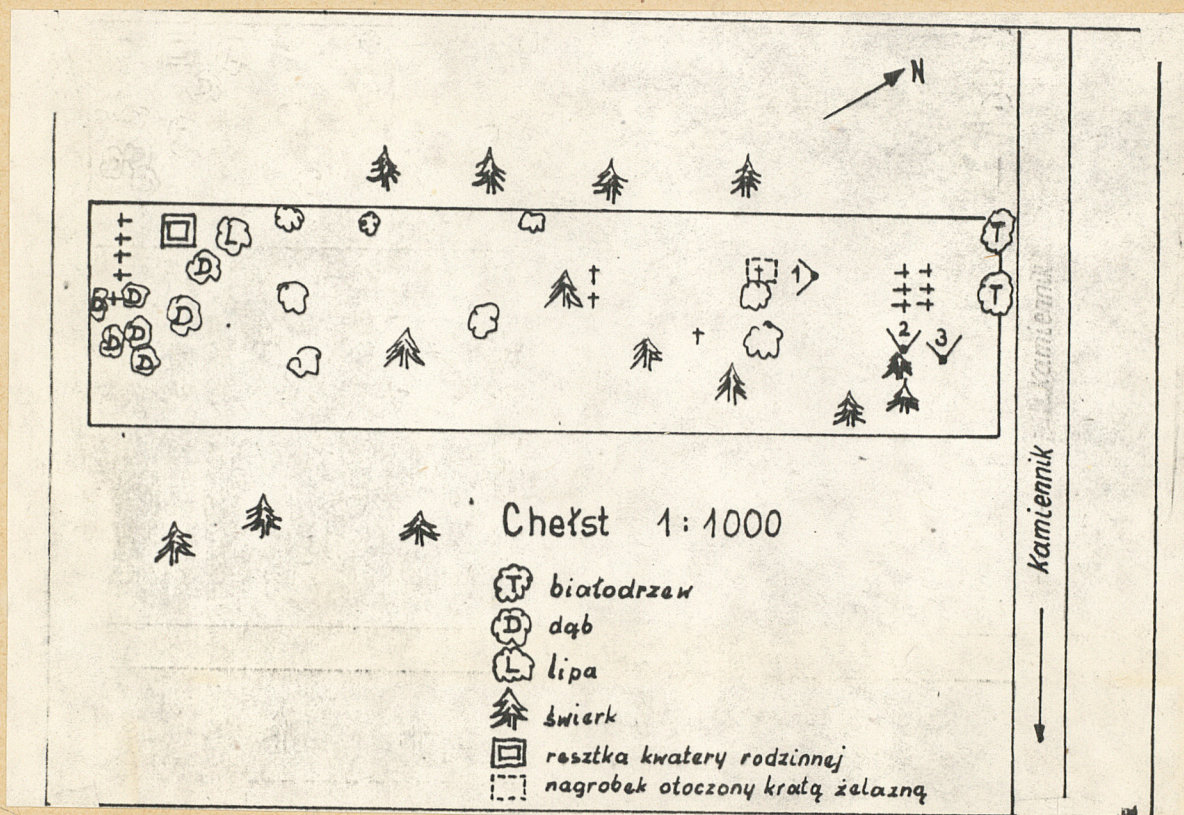 N
L
D
T
D
D
D
1
T
D
D
2
3
D
D
Kamiennik
Chełst 1:1000
T białodrzew
D dąb
L lipa
świerk
resztka kwatery rodzinnej
nagrobek otoczony kratą żelazną